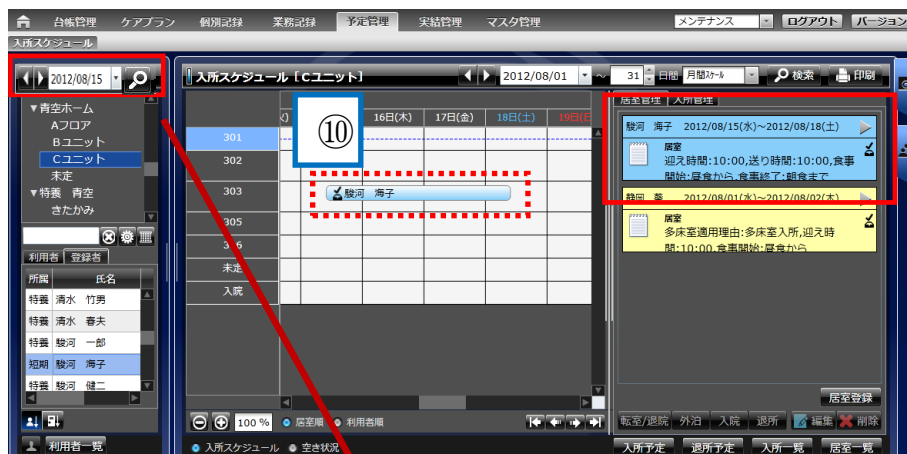 台帳管理 ケアプラン 個別記録 業務記録 予定管理 実績管理 マスタ管理 メンテナンス ログアウト バージョン
入所スケジュール
2012/08/15
▼青空ホーム
Aフロア
Bユニット
Cユニット
未定
▼特養 青空
きたかみ
利用者 登録者
所属 氏名
特養 清水 竹男
特養 清水 春夫
特養 駿河 一郎
短期 駿河 海子
特養 駿河 健二
利用者一覧
入所スケジュール [Cユニット] 2012/08/01 ～ 31 日間 月間ｽｹｰﾙ 検索 印刷
⑩
16日(木) 17日(金) 18日(土) 19日(日
301
302
303
駿河 海子
305
306
未定
入院
100 % 居室順 利用者順
入所スケジュール 空き状況
居室管理 入所管理
駿河 海子 2012/08/15(水)～2012/08/18(土)
居室
迎え時間:10:00,送り時間:10:00,食事
開始:昼食から,食事終了:朝食まで
静岡 葵 2012/08/01(水)～2012/08/02(木)
居室
多床室適用理由:多床室入所,迎え時
間:10:00,食事開始:昼食から
居室登録
転室/退院 外泊 入院 退所 編集 削除
入所予定 退所予定 入所一覧 居室一覧